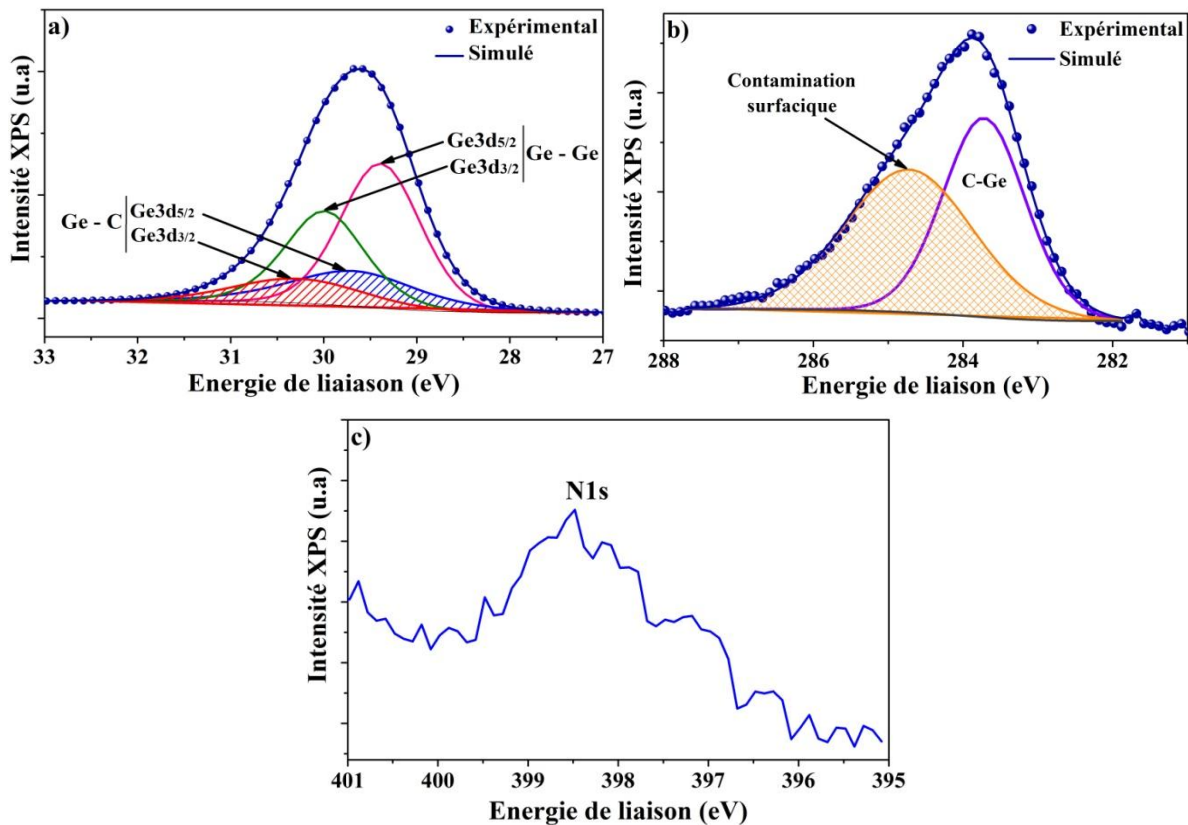 a)
Expérimental
Simulé
Ge3d5/2
Ge3d3/2
Ge - Ge
Ge - C
Ge3d5/2
Ge3d3/2
Intensité XPS (u.a)
33 32 31 30 29 28 27
Energie de liaiason (eV)
b)
Expérimental
Simulé
Contamination
surfacique
C-Ge
Intensité XPS (u.a)
288 286 284 282
Energie de liaison (eV)
c)
N1s
Intensité XPS (u.a)
401 400 399 398 397 396 395
Energie de liaison (eV)